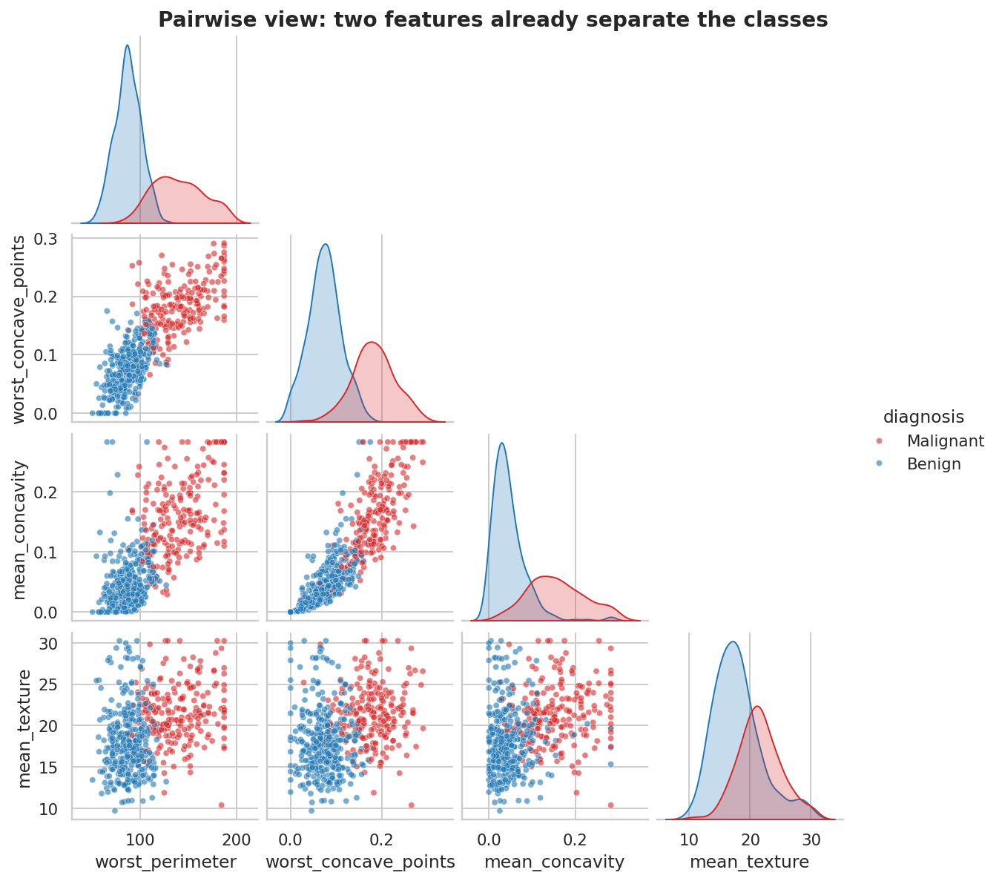 Pairwise view: two features already separate the classes
worst_concave_points
0.3
0.2
0.1
0.0
diagnosis
Malignant
Benign
mean_concavity
0.2
0.1
0.0
mean_texture
30
25
20
15
10
100 200
0.0 0.2
0.0 0.2
10 20 30
worst_perimeter
worst_concave_points
mean_concavity
mean_texture